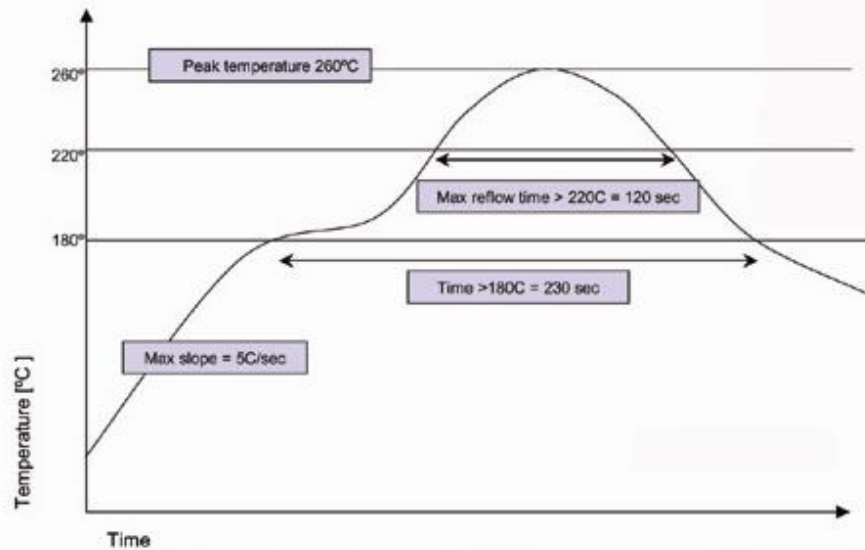 260º
Peak temperature 260ºC
220º
Max reflow time > 220C = 120 sec
180º
Time >180C = 230 sec
Max slope = 5C/sec
Temperature [ºC ]
Time